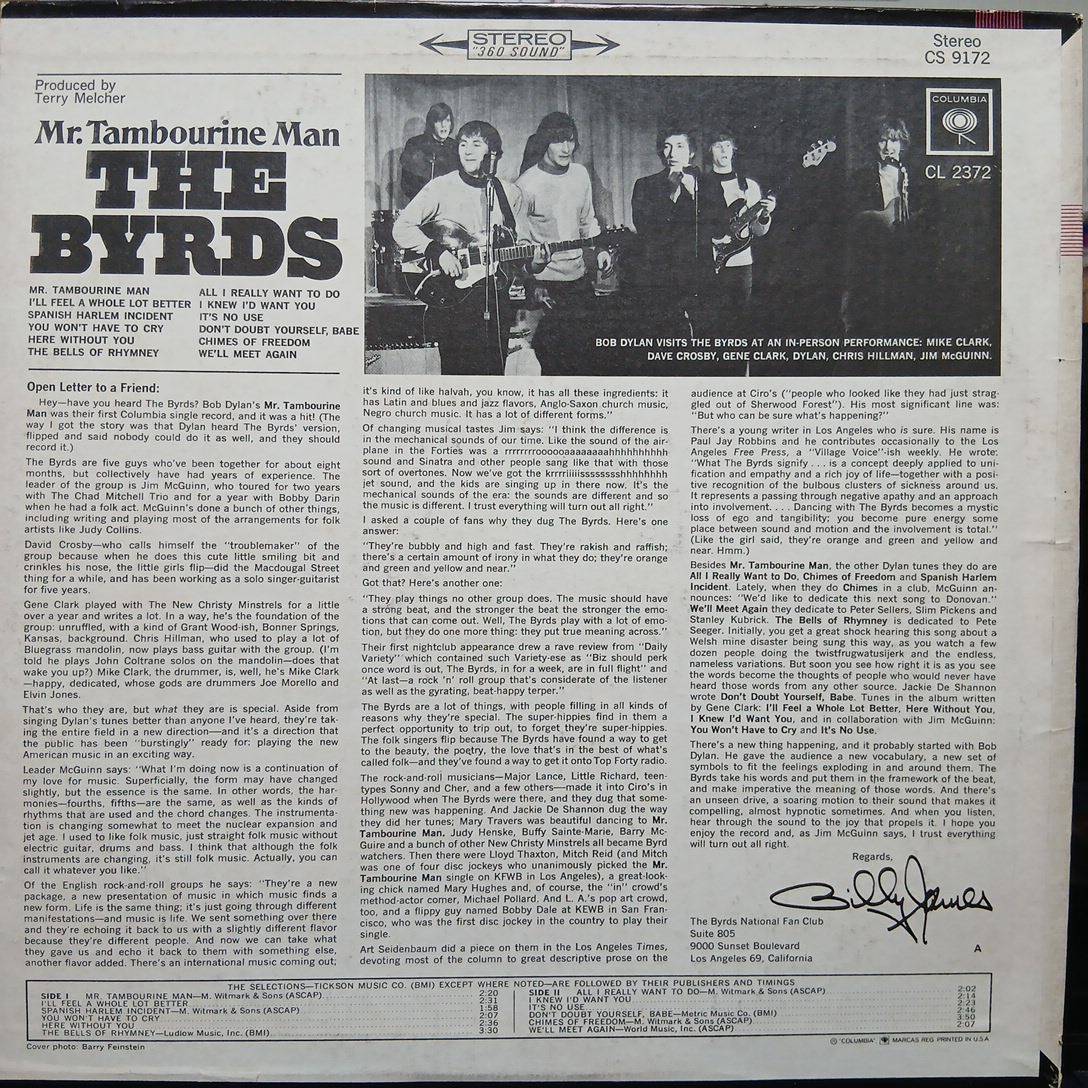 STEREO
"360 SOUND"
Stereo
CS 9172
Produced by
Terry Melcher
Mr. Tambourine Man
THE
BYRDS
MR. TAMBOURINE MAN
I'LL FEEL A WHOLE LOT BETTER
SPANISH HARLEM INCIDENT
YOU WON'T HAVE TO CRY
HERE WITHOUT YOU
THE BELLS OF RHYMNEY
ALL I REALLY WANT TO DO
I KNEW I'D WANT YOU
IT'S NO USE
DON'T DOUBT YOURSELF, BABE
CHIMES OF FREEDOM
WE'LL MEET AGAIN
COLUMBIA
CL 2372
BOB DYLAN VISITS THE BYRDS AT AN IN-PERSON PERFORMANCE: MIKE CLARK,
DAVE CROSBY, GENE CLARK, DYLAN, CHRIS HILLMAN, JIM McGUINN.
Open Letter to a Friend:
Hey—have you heard The Byrds? Bob Dylan's Mr. Tambourine
Man was their first Columbia single record, and it was a hit! (The
way I got the story was that Dylan heard The Byrds' version,
flipped and said nobody could do it as well, and they should
record it.)
The Byrds are five guys who've been together for about eight
months, but collectively have had years of experience. The
leader of the group is Jim McGuinn, who toured for two years
with The Chad Mitchell Trio and for a year with Bobby Darin
when he had a folk act. McGuinn's done a bunch of other things,
including writing and playing most of the arrangements for folk
artists like Judy Collins.
David Crosby—who calls himself the "troublemaker" of the
group because when he does this cute little smiling bit and
crinkles his nose, the little girls flip—did the Macdougal Street
thing for a while, and has been working as a solo singer-guitarist
for five years.
Gene Clark played with The New Christy Minstrels for a little
over a year and writes a lot. In a way, he's the foundation of the
group: unruffled, with a kind of Grant Wood-ish, Bonner Springs,
Kansas, background. Chris Hillman, who used to play a lot of
Bluegrass mandolin, now plays bass guitar with the group. (I'm
told he plays John Coltrane solos on the mandolin—does that
wake you up?) Mike Clark, the drummer, is, well, he's Mike Clark
—happy, dedicated, whose gods are drummers Joe Morello and
Elvin Jones.
That's who they are, but what they are is special. Aside from
singing Dylan's tunes better than anyone I've heard, they're tak-
ing the entire field in a new direction—and it's a direction that
the public has been "burstingly" ready for: playing the new
American music in an exciting way.
Leader McGuinn says: "What I'm doing now is a continuation of
my love for music. Superficially, the form may have changed
slightly, but the essence is the same. In other words, the har-
monies—fourths, fifths—are the same, as well as the kinds of
rhythms that are used and the chord changes. The instrumenta-
tion is changing somewhat to meet the nuclear expansion and
jet age. I used to like folk music, just straight folk music without
electric guitar, drums and bass. I think that although the folk
instruments are changing, it's still folk music. Actually, you can
call it whatever you like."
Of the English rock-and-roll groups he says: "They're a new
package, a new presentation of music in which music finds a
new form. Life is the same thing; it's just going through different
manifestations—and music is life. We sent something over there
and they're echoing it back to us with a slightly different flavor
because they're different people. And now we can take what
they gave us and echo it back to them with something else,
another flavor added. There's an international music coming out;
it's kind of like halvah, you know, it has all these ingredients: it
has Latin and blues and jazz flavors, Anglo-Saxon church music,
Negro church music. It has a lot of different forms."
Of changing musical tastes Jim says: "I think the difference is
in the mechanical sounds of our time. Like the sound of the air-
plane in the Forties was a rrrrrrrrooooooaaaaaaaahhhhhhhhhh
sound and Sinatra and other people sang like that with those
sort of overtones. Now we've got the krrrriiiiisssssssshhhhhhhh
jet sound, and the kids are singing up in there now. It's the
mechanical sounds of the era: the sounds are different and so
the music is different. I trust everything will turn out all right."
I asked a couple of fans why they dug The Byrds. Here's one
answer:
"They're bubbly and high and fast. They're rakish and raffish;
there's a certain amount of irony in what they do; they're orange
and green and yellow and near."
Got that? Here's another one:
"They play things no other group does. The music should have
a strong beat, and the stronger the beat the stronger the emo-
tions that can come out. Well, The Byrds play with a lot of emo-
tion, but they do one more thing: they put true meaning across."
Their first nightclub appearance drew a rave review from "Daily
Variety" which contained such Variety-ese as "Biz should perk
once word is out, The Byrds, in for a week, are in full flight" and
"At last—a rock 'n' roll group that's considerate of the listener
as well as the gyrating, beat-happy terper."
The Byrds are a lot of things, with people filling in all kinds of
reasons why they're special. The super-hippies find in them a
perfect opportunity to trip out, to forget they're super-hippies.
The folk singers flip because The Byrds have found a way to get
to the beauty, the poetry, the love that's in the best of what's
called folk—and they've found a way to get it onto Top Forty radio.
The rock-and-roll musicians—Major Lance, Little Richard, teen-
types Sonny and Cher, and a few others—made it into Ciro's in
Hollywood when The Byrds were there, and they dug that some-
thing new was happening. And Jackie De Shannon dug the way
they did her tunes; Mary Travers was beautiful dancing to Mr.
Tambourine Man. Judy Henske, Buffy Sainte-Marie, Barry Mc-
Guire and a bunch of other New Christy Minstrels all became Byrd
watchers. Then there were Lloyd Thaxton, Mitch Reid (and Mitch
was one of four disc jockeys who unanimously picked the Mr.
Tambourine Man single on KFWB in Los Angeles), a great-look-
ing chick named Mary Hughes and, of course, the "in" crowd's
method-actor comer, Michael Pollard. And L. A.'s pop art crowd,
too, and a flippy guy named Bobby Dale at KEWB in San Fran-
cisco, who was the first disc jockey in the country to play their
single.
Art Seidenbaum did a piece on them in the Los Angeles Times,
devoting most of the column to great descriptive prose on the
audience at Ciro's ("people who looked like they had just strag-
gled out of Sherwood Forest"). His most significant line was:
"But who can be sure what's happening?"
There's a young writer in Los Angeles who is sure. His name is
Paul Jay Robbins and he contributes occasionally to the Los
Angeles Free Press, a "Village Voice"-ish weekly. He wrote:
"What The Byrds signify . . . is a concept deeply applied to uni-
fication and empathy and a rich joy of life—together with a posi-
tive recognition of the bulbous clusters of sickness around us.
It represents a passing through negative apathy and an approach
into involvement. . . . Dancing with The Byrds becomes a mystic
loss of ego and tangibility; you become pure energy some
place between sound and motion and the involvement is total."
(Like the girl said, they're orange and green and yellow and
near. Hmm.)
Besides Mr. Tambourine Man, the other Dylan tunes they do are
All I Really Want to Do, Chimes of Freedom and Spanish Harlem
Incident. Lately, when they do Chimes in a club, McGuinn an-
nounces: "We'd like to dedicate this next song to Donovan."
We'll Meet Again they dedicate to Peter Sellers, Slim Pickens and
Stanley Kubrick. The Bells of Rhymney is dedicated to Pete
Seeger. Initially, you get a great shock hearing this song about a
Welsh mine disaster being sung this way, as you watch a few
dozen people doing the twistfrugwatusijerk and the endless,
nameless variations. But soon you see how right it is as you see
the words become the thoughts of people who would never have
heard those words from any other source. Jackie De Shannon
wrote Don't Doubt Yourself, Babe. Tunes in the album written
by Gene Clark: I'll Feel a Whole Lot Better, Here Without You,
I Knew I'd Want You, and in collaboration with Jim McGuinn:
You Won't Have to Cry and It's No Use.
There's a new thing happening, and it probably started with Bob
Dylan. He gave the audience a new vocabulary, a new set of
symbols to fit the feelings exploding in and around them. The
Byrds take his words and put them in the framework of the beat,
and make imperative the meaning of those words. And there's
an unseen drive, a soaring motion to their sound that makes it
compelling, almost hypnotic sometimes. And when you listen,
hear through the sound to the joy that propels it. I hope you
enjoy the record and, as Jim McGuinn says, I trust everything
will turn out all right.
Regards,
Billy James
The Byrds National Fan Club
Suite 805
9000 Sunset Boulevard
Los Angeles 69, California
A
THE SELECTIONS—TICKSON MUSIC CO. (BMI) EXCEPT WHERE NOTED—ARE FOLLOWED BY THEIR PUBLISHERS AND TIMINGS
SIDE I MR. TAMBOURINE MAN—M. Witmark & Sons (ASCAP) 2:20
I'LL FEEL A WHOLE LOT BETTER 2:31
SPANISH HARLEM INCIDENT—M. Witmark & Sons (ASCAP) 1:58
YOU WON'T HAVE TO CRY 2:07
HERE WITHOUT YOU 2:36
THE BELLS OF RHYMNEY—Ludlow Music, Inc. (BMI) 3:30
SIDE II ALL I REALLY WANT TO DO—M. Witmark & Sons (ASCAP) 2:02
I KNEW I'D WANT YOU 2:14
IT'S NO USE 2:23
DON'T DOUBT YOURSELF, BABE—Metric Music Co. (BMI) 2:46
CHIMES OF FREEDOM—M. Witmark & Sons (ASCAP) 3:50
WE'LL MEET AGAIN—World Music, Inc. (ASCAP) 2:07
Cover photo: Barry Feinstein
℗ "COLUMBIA", MARCAS REG. PRINTED IN U.S.A.